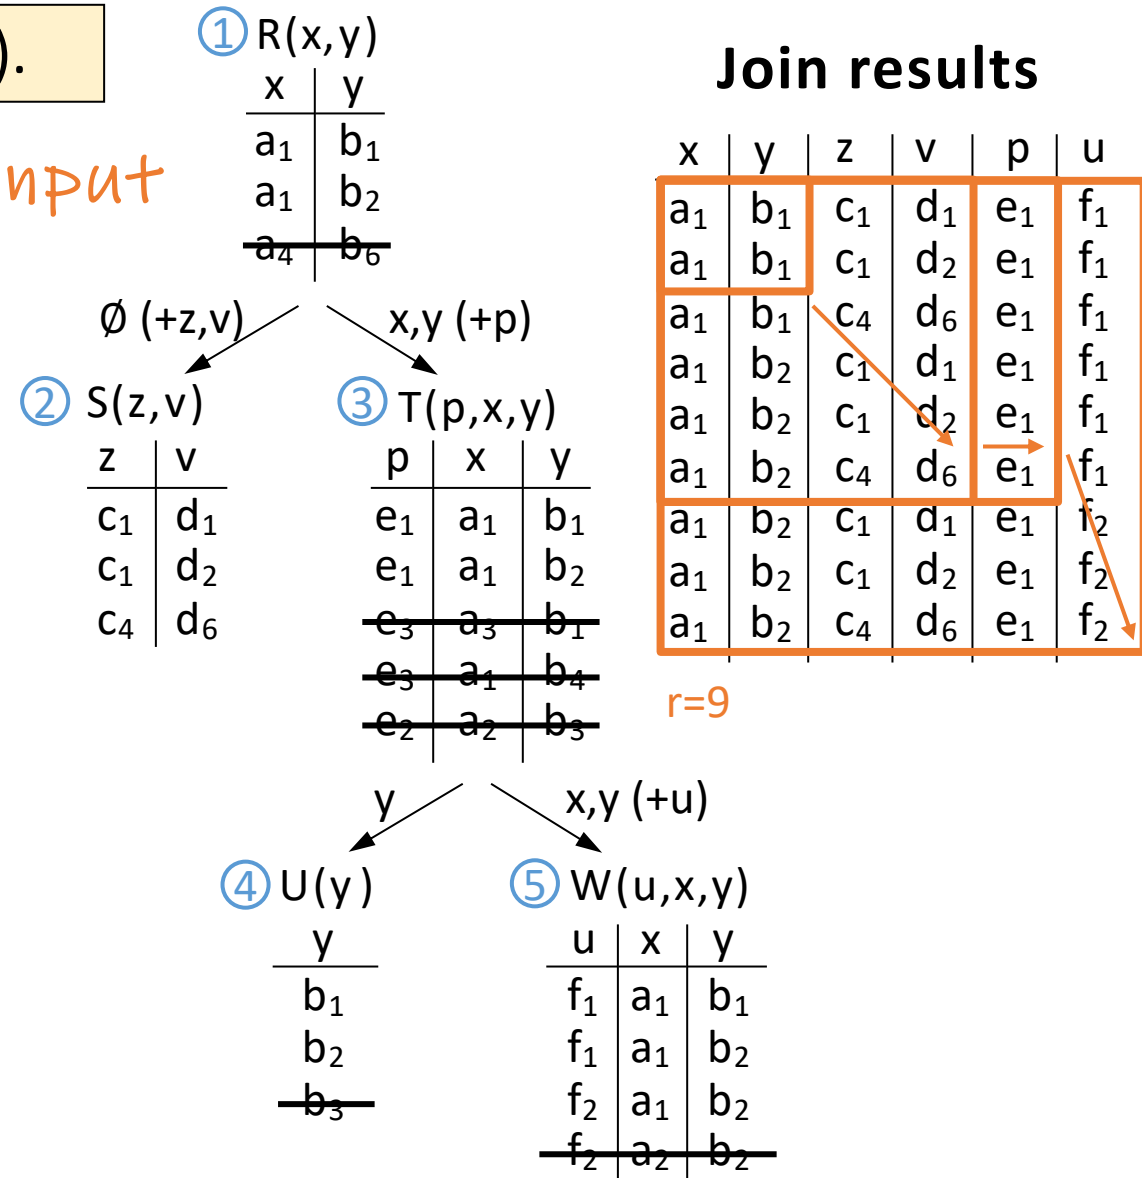 ).
nput
① R(x,y)
x y
a₁ b₁
a₁ b₂
a₄ b₆
Ø (+z,v)
x,y (+p)
② S(z,v)
z v
c₁ d₁
c₁ d₂
c₄ d₆
③ T(p,x,y)
p x y
e₁ a₁ b₁
e₁ a₁ b₂
e₃ a₃ b₁
e₃ a₁ b₄
e₂ a₂ b₃
y
x,y (+u)
④ U(y)
y
b₁
b₂
b₃
⑤ W(u,x,y)
u x y
f₁ a₁ b₁
f₁ a₁ b₂
f₂ a₁ b₂
f₂ a₂ b₂
Join results
x y z v p u
a₁ b₁ c₁ d₁ e₁ f₁
a₁ b₁ c₁ d₂ e₁ f₁
a₁ b₁ c₄ d₆ e₁ f₁
a₁ b₂ c₁ d₁ e₁ f₁
a₁ b₂ c₁ d₂ e₁ f₁
a₁ b₂ c₄ d₆ e₁ f₁
a₁ b₂ c₁ d₁ e₁ f₂
a₁ b₂ c₁ d₂ e₁ f₂
a₁ b₂ c₄ d₆ e₁ f₂
r=9